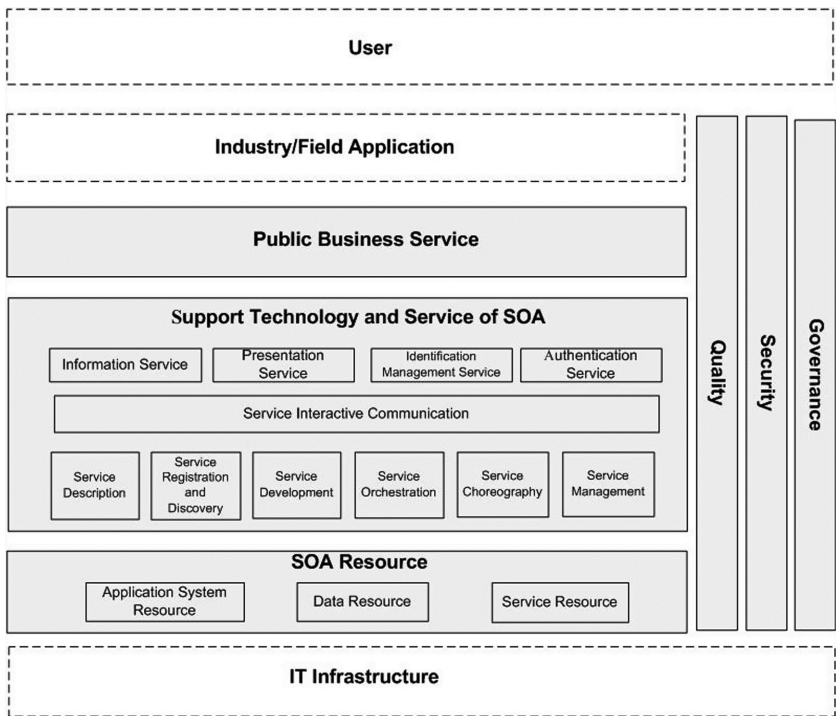 User
Industry/Field Application
Public Business Service
Support Technology and Service of SOA
Information Service
Presentation
Service
Identification
Management Service
Authentication
Service
Service Interactive Communication
Service
Description
Service
Registration
and
Discovery
Service
Development
Service
Orchestration
Service
Choreography
Service
Management
SOA Resource
Application System
Resource
Data Resource
Service Resource
Quality
Security
Governance
IT Infrastructure